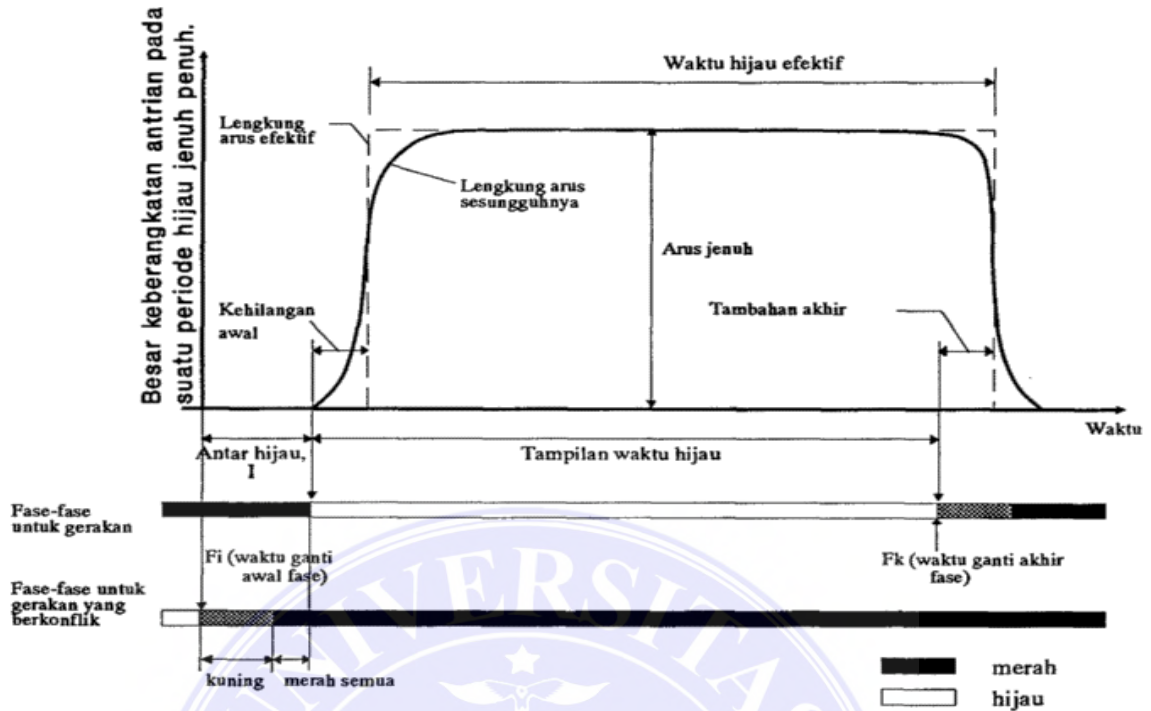 Besar keberangkatan antrian pada
suatu periode hijau jenuh penuh.
Waktu hijau efektif
Lengkung
arus efektif
Lengkung arus
sesungguhnya
Arus jenuh
Kehilangan
awal
Tambahan akhir
Waktu
Antar hijau,
I
Tampilan waktu hijau
Fase-fase
untuk gerakan
Fi (waktu ganti
awal fase)
Fk (waktu ganti akhir
fase)
Fase-fase untuk
gerakan yang
berkonflik
kuning
merah semua
merah
hijau
UNIVERSITAS